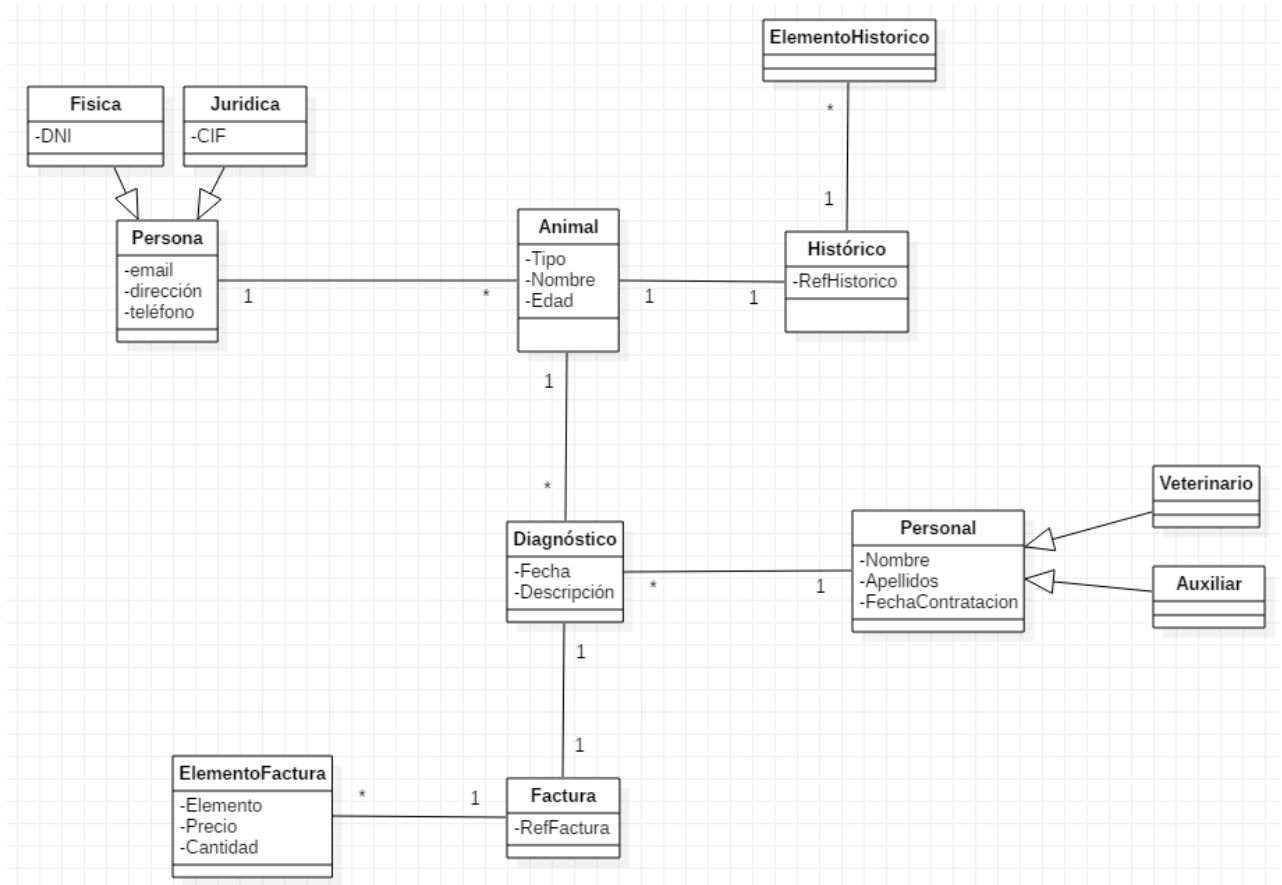 ElementoHistorico
*
1
Fisica
-DNI
Juridica
-CIF
Persona
-email
-dirección
-teléfono
1
*
Animal
-Tipo
-Nombre
-Edad
1
1
Histórico
-RefHistorico
1
*
Diagnóstico
-Fecha
-Descripción
*
1
Personal
-Nombre
-Apellidos
-FechaContratacion
Veterinario
Auxiliar
1
1
ElementoFactura
-Elemento
-Precio
-Cantidad
*
1
Factura
-RefFactura